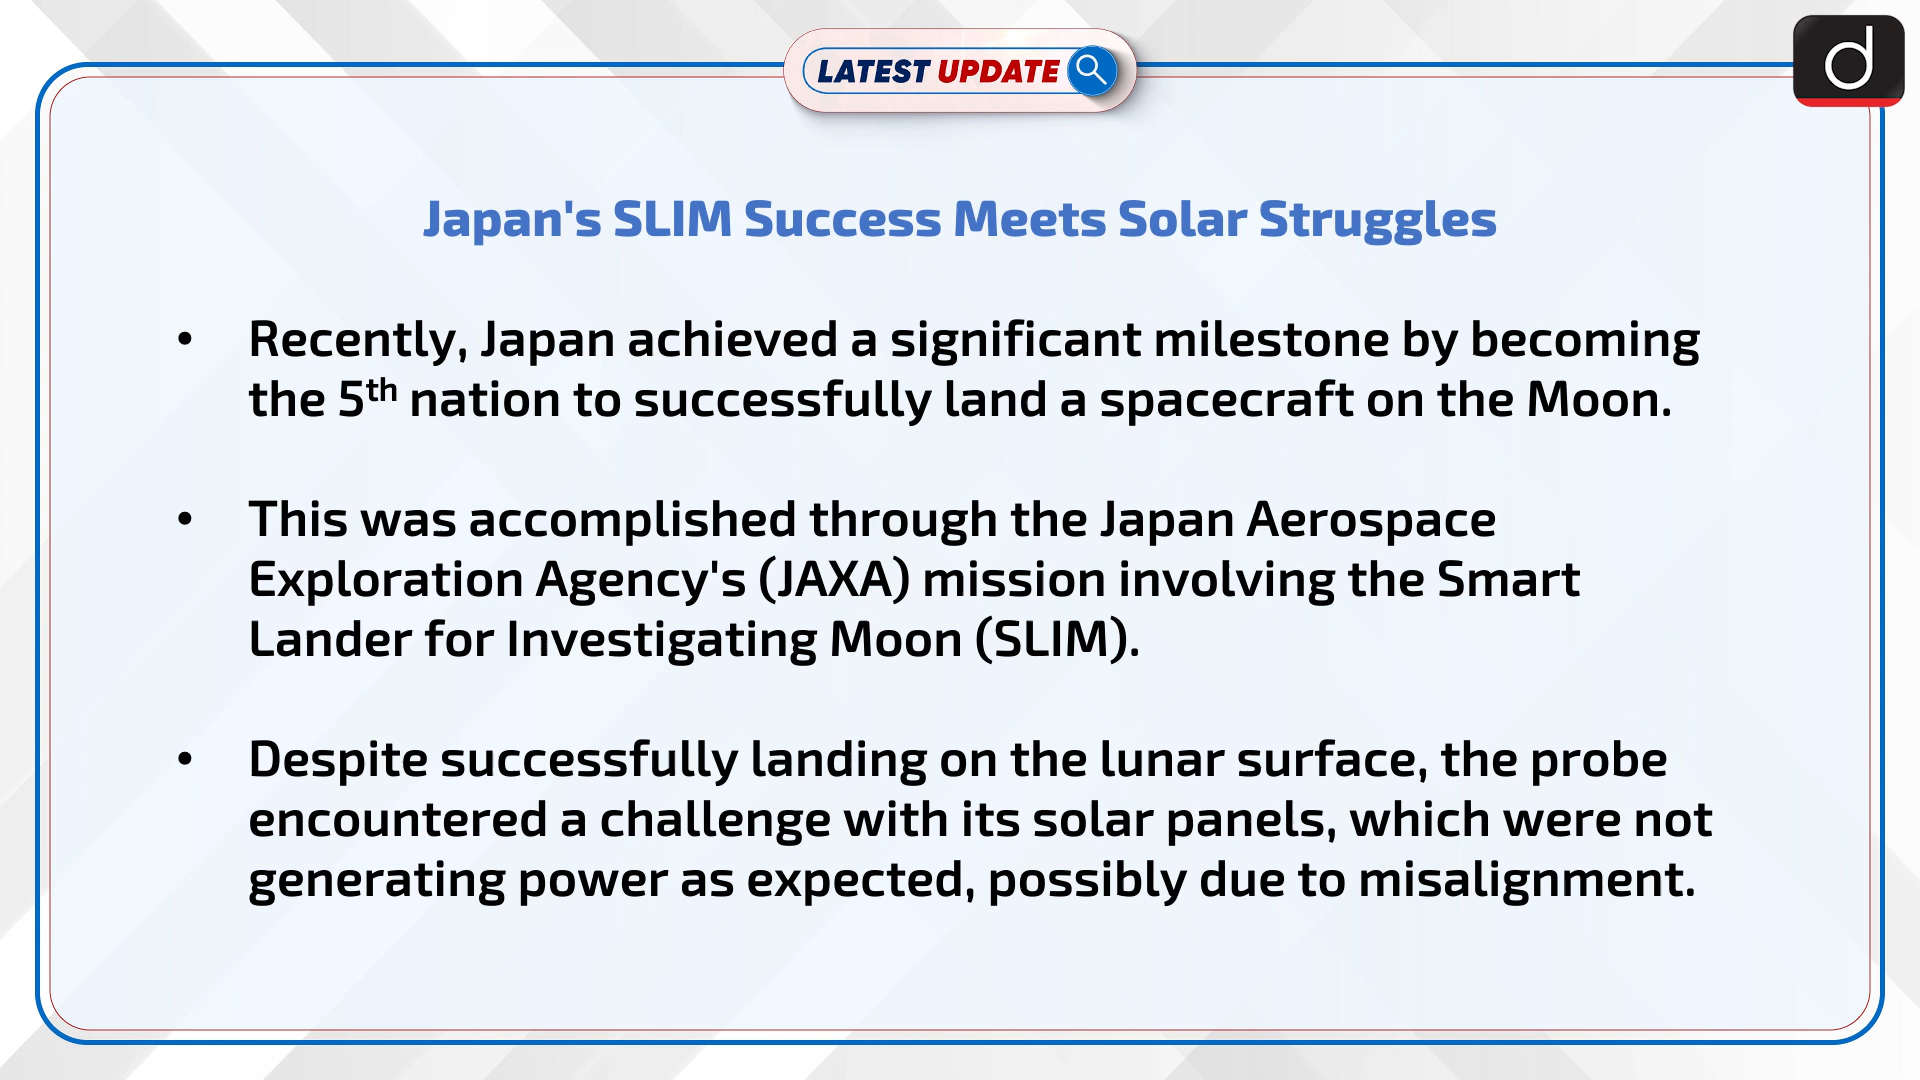 LATEST UPDATE
d
Japan's SLIM Success Meets Solar Struggles
• Recently, Japan achieved a significant milestone by becoming
the 5th nation to successfully land a spacecraft on the Moon.
• This was accomplished through the Japan Aerospace
Exploration Agency's (JAXA) mission involving the Smart
Lander for Investigating Moon (SLIM).
• Despite successfully landing on the lunar surface, the probe
encountered a challenge with its solar panels, which were not
generating power as expected, possibly due to misalignment.